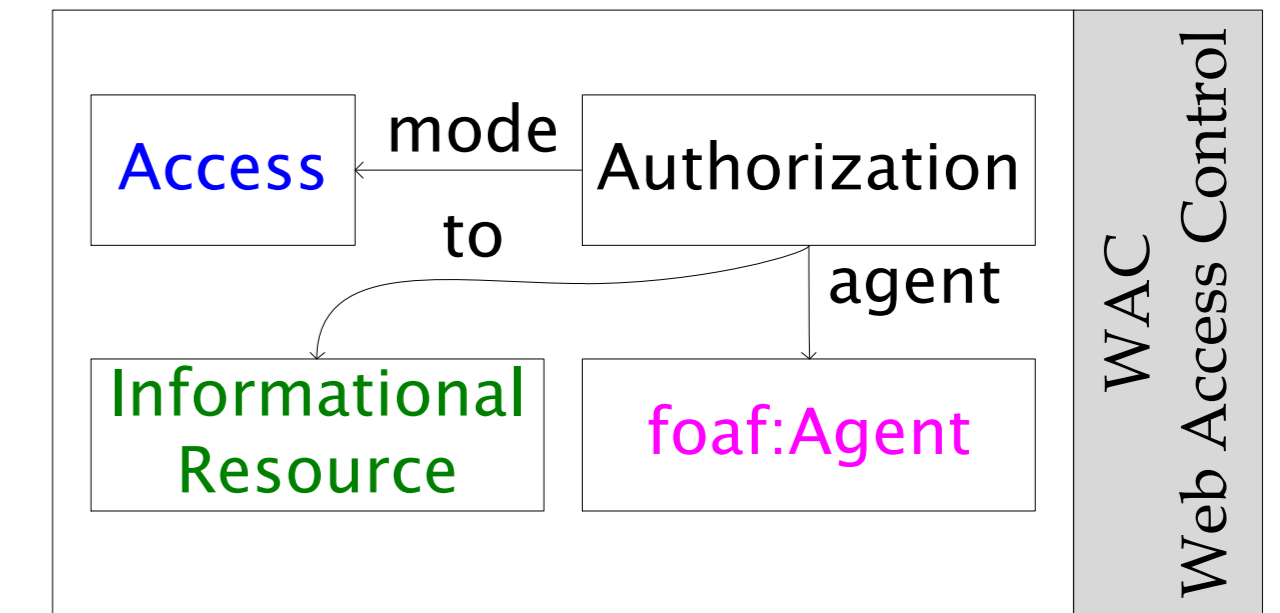 Access
mode
Authorization
to
agent
Informational
Resource
foaf:Agent
WAC
Web Access Control